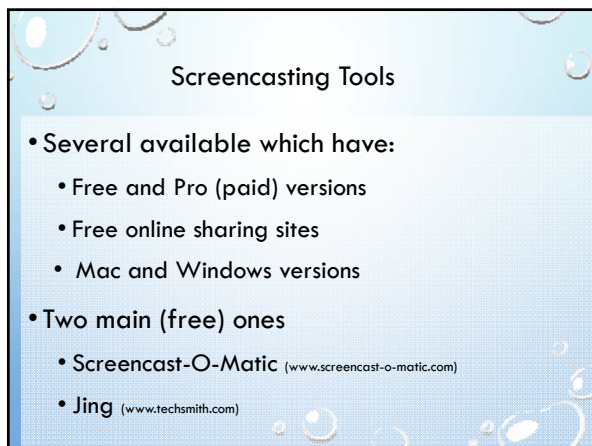 Screencasting Tools
• Several available which have:
• Free and Pro (paid) versions
• Free online sharing sites
• Mac and Windows versions
• Two main (free) ones
• Screencast-O-Matic (www.screencast-o-matic.com)
• Jing (www.techsmith.com)